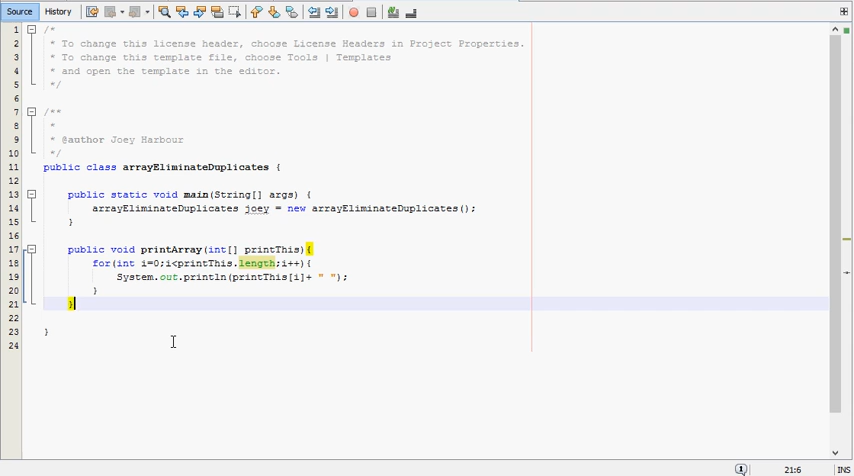 Source History
1 /*
2 * To change this license header, choose License Headers in Project Properties.
3 * To change this template file, choose Tools | Templates
4 * and open the template in the editor.
5 */
6
7 /**
8 *
9 * @author Joey Harbour
10 */
11 public class arrayEliminateDuplicates {
12
13 public static void main(String[] args) {
14 arrayEliminateDuplicates joey = new arrayEliminateDuplicates();
15 }
16
17 public void printArray(int[] printThis){
18 for(int i=0;i<printThis.length;i++){
19 System.out.println(printThis[i]+ " ");
20 }
21 }
22
23 }
24
1 21:6 INS